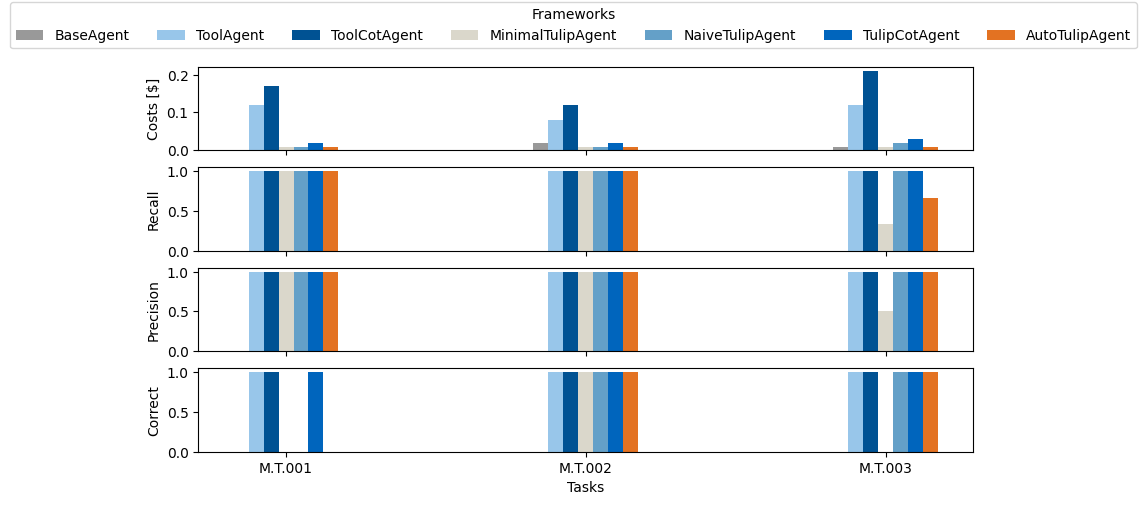 Frameworks
BaseAgent ToolAgent ToolCotAgent MinimalTulipAgent NaiveTulipAgent TulipCotAgent AutoTulipAgent
Costs [$]
0.2
0.1
0.0
Recall
1.0
0.5
0.0
Precision
1.0
0.5
0.0
Correct
1.0
0.5
0.0
M.T.001 M.T.002 M.T.003
Tasks